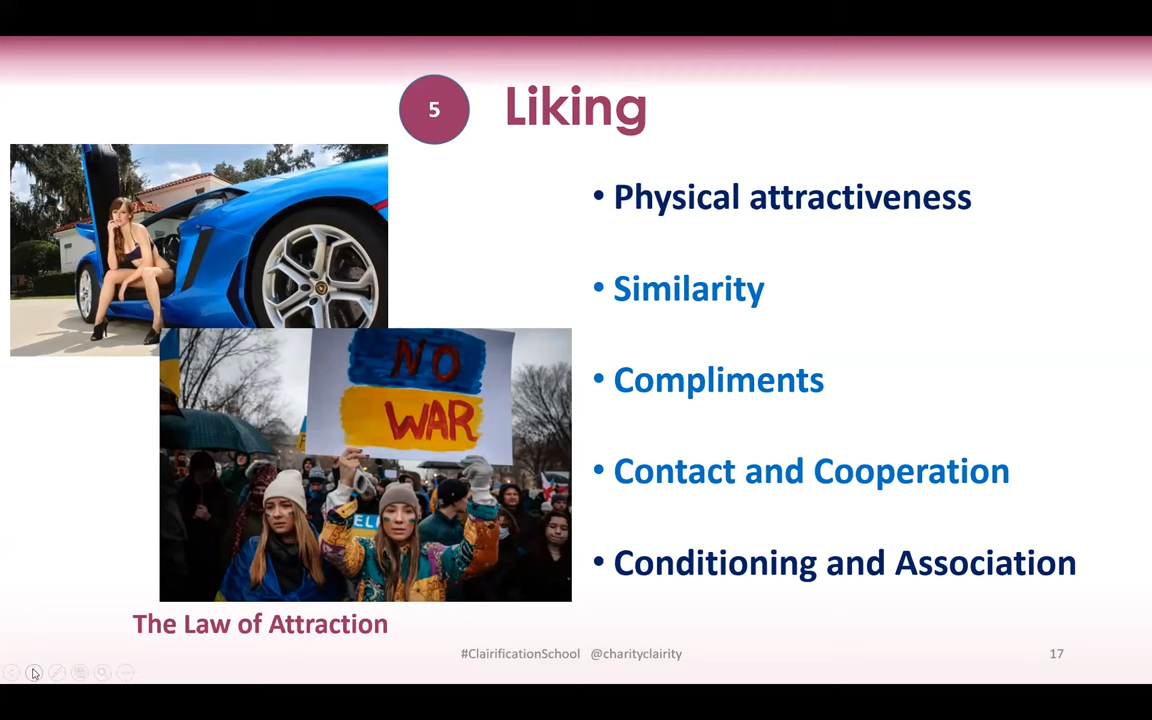 5
Liking
• Physical attractiveness
• Similarity
• Compliments
• Contact and Cooperation
• Conditioning and Association
NO
WAR
The Law of Attraction
#ClairificationSchool @charityclairity
17